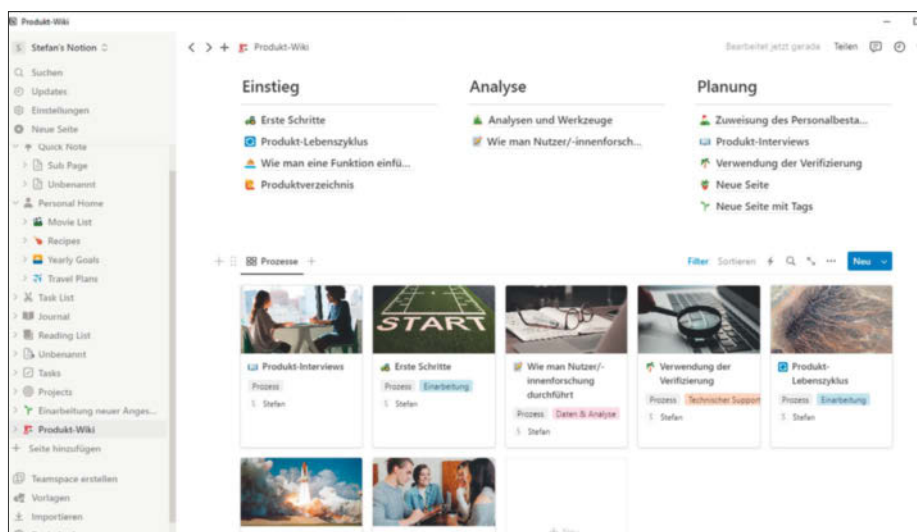 Produkt-Wiki
S Stefan's Notion
Produkt-Wiki
Bearbeitet jetzt gerade Teilen
Suchen
Updates
Einstellungen
Neue Seite
Quick Note
Sub Page
Unbenannt
Personal Home
Movie List
Recipes
Yearly Goals
Travel Plans
Task List
Journal
Reading List
Unbenannt
Tasks
Projects
Einarbeitung neuer Anges...
Produkt-Wiki
Seite hinzufügen
Teamspace erstellen
Vorlagen
Importieren
Einstieg
Erste Schritte
Produkt-Lebenszyklus
Wie man eine Funktion einfü...
Produktverzeichnis
Analyse
Analysen und Werkzeuge
Wie man Nutzer/-innenforsch...
Planung
Zuweisung des Personalbesta...
Produkt-Interviews
Verwendung der Verifizierung
Neue Seite
Neue Seite mit Tags
Prozesse
Filter Sortieren Neu
Produkt-Interviews
Prozess
S Stefan
START
Erste Schritte
Prozess Einarbeitung
S Stefan
Wie man Nutzer/-
innenforschung
durchführt
Prozess Daten & Analyse
S Stefan
Verwendung der
Verifizierung
Prozess Technischer Support
S Stefan
Produkt-
Lebenszyklus
Prozess Einarbeitung
S Stefan